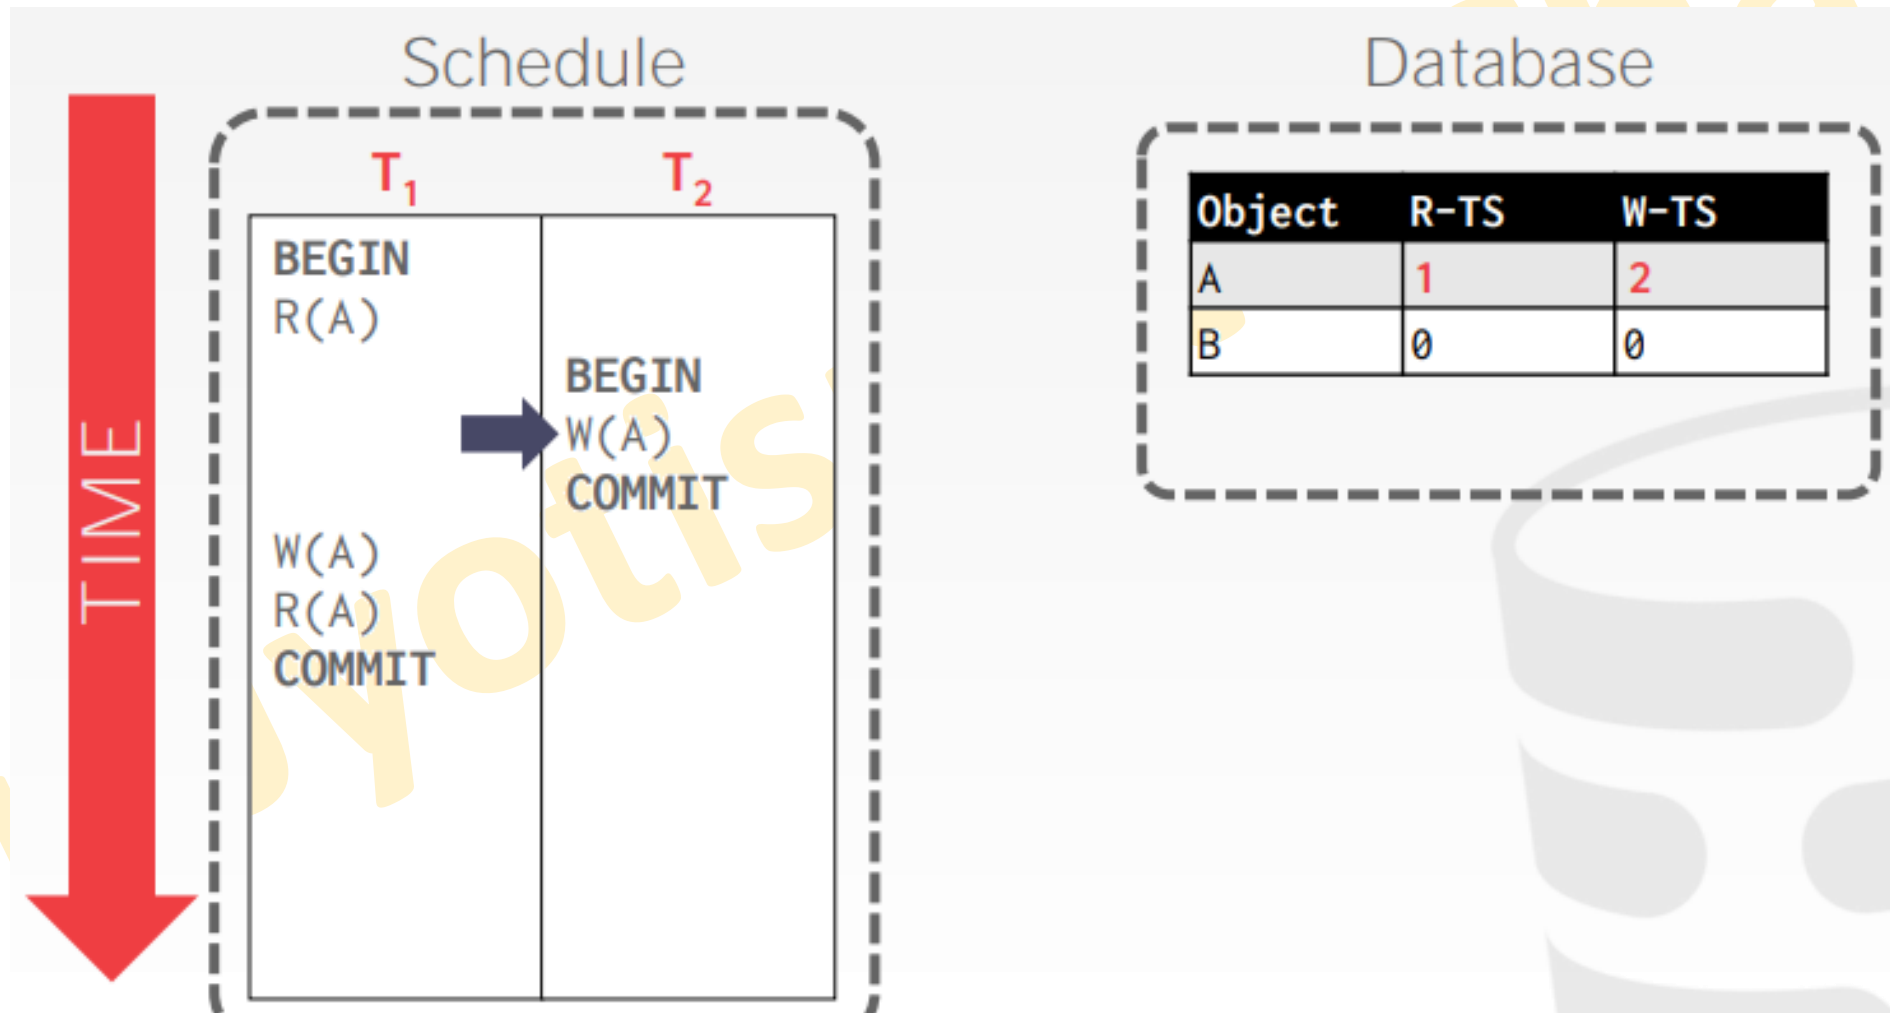 Schedule
Database
TIME
T1 T2
BEGIN
R(A)
BEGIN
W(A)
COMMIT
W(A)
R(A)
COMMIT
Object R-TS W-TS
A 1 2
B 0 0